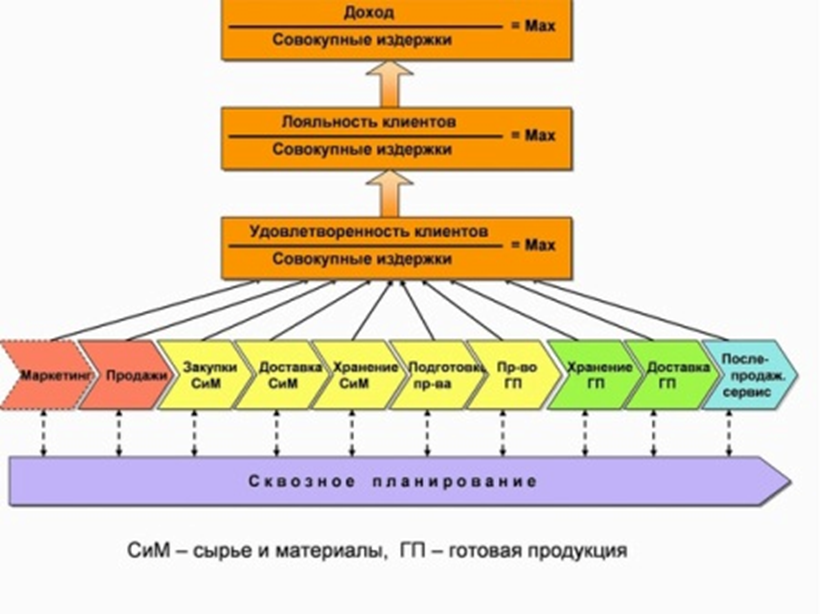 Доход
Совокупные издержки
= Max
Лояльность клиентов
Совокупные издержки
= Max
Удовлетворенность клиентов
Совокупные издержки
= Max
Маркетинг
Продажи
Закупки
СиМ
Доставка
СиМ
Хранение
СиМ
Подготовка
пр-ва
Пр-во
ГП
Хранение
ГП
Доставка
ГП
После-
продаж.
сервис
Сквозное планирование
СиМ – сырье и материалы, ГП – готовая продукция